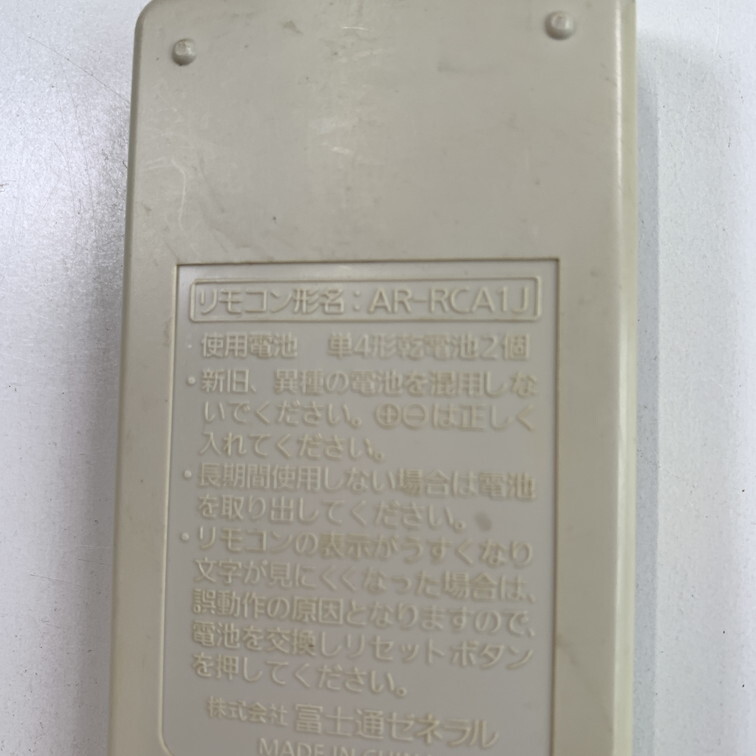 リモコン形名：AR-RCA1J
使用電池　単4形乾電池2個
・新旧、異種の電池を混用しな
いでください。⊕⊖は正しく
入れてください。
・長期間使用しない場合は電池
を取り出してください。
・リモコンの表示がうすくなり
文字が見にくくなった場合は、
誤動作の原因となりますので、
電池を交換しリセットボタン
を押してください。
株式会社 富士通ゼネラル
MADE IN CHINA